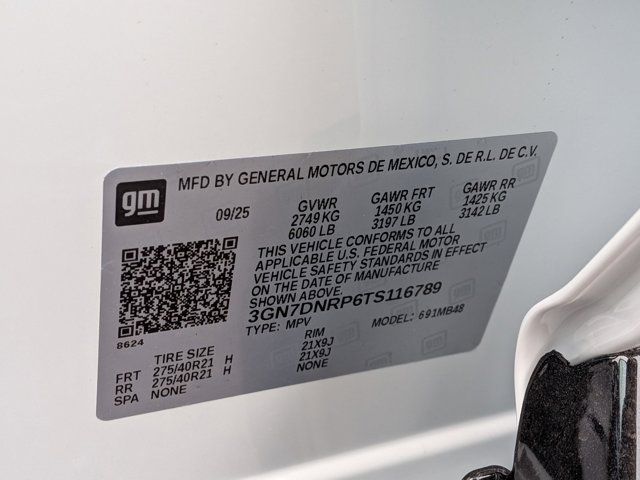 gm
MFD BY GENERAL MOTORS DE MEXICO, S. DE R.L. DE C.V.
09/25
GVWR GAWR FRT GAWR RR
2749 KG 1450 KG 1425 KG
6060 LB 3197 LB 3142 LB
THIS VEHICLE CONFORMS TO ALL
APPLICABLE U.S. FEDERAL MOTOR
VEHICLE SAFETY STANDARDS IN EFFECT
ON THE DATE OF MANUFACTURE
SHOWN ABOVE.
3GN7DNRP6TS116789
TYPE: MPV MODEL: 691MB48
8624
TIRE SIZE RIM
FRT 275/40R21 H 21X9J
RR 275/40R21 H 21X9J
SPA NONE NONE